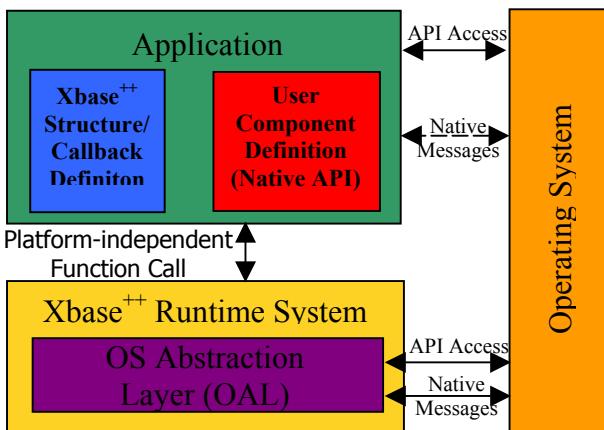 Application
API Access
Xbase++
Structure/
Callback
Definiton
User
Component
Definition
(Native API)
Native
Messages
Operating System
Platform-independent
Function Call
Xbase++ Runtime System
OS Abstraction
Layer (OAL)
API Access
Native
Messages